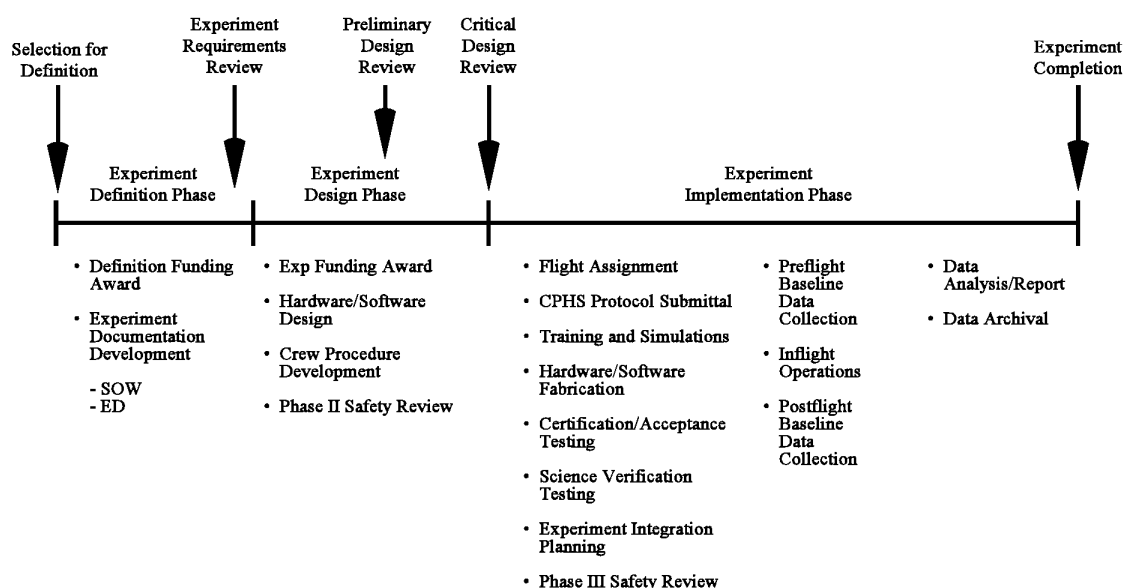 Selection for
Definition
Experiment
Requirements
Review
Preliminary
Design
Review
Critical
Design
Review
Experiment
Completion
Experiment
Definition Phase
Experiment
Design Phase
Experiment
Implementation Phase
• Definition Funding
Award
• Experiment
Documentation
Development
- SOW
- ED
• Exp Funding Award
• Hardware/Software
Design
• Crew Procedure
Development
• Phase II Safety Review
• Flight Assignment
• CPHS Protocol Submittal
• Training and Simulations
• Hardware/Software
Fabrication
• Certification/Acceptance
Testing
• Science Verification
Testing
• Experiment Integration
Planning
• Phase III Safety Review
• Preflight
Baseline
Data
Collection
• Inflight
Operations
• Postflight
Baseline
Data
Collection
• Data
Analysis/Report
• Data Archival